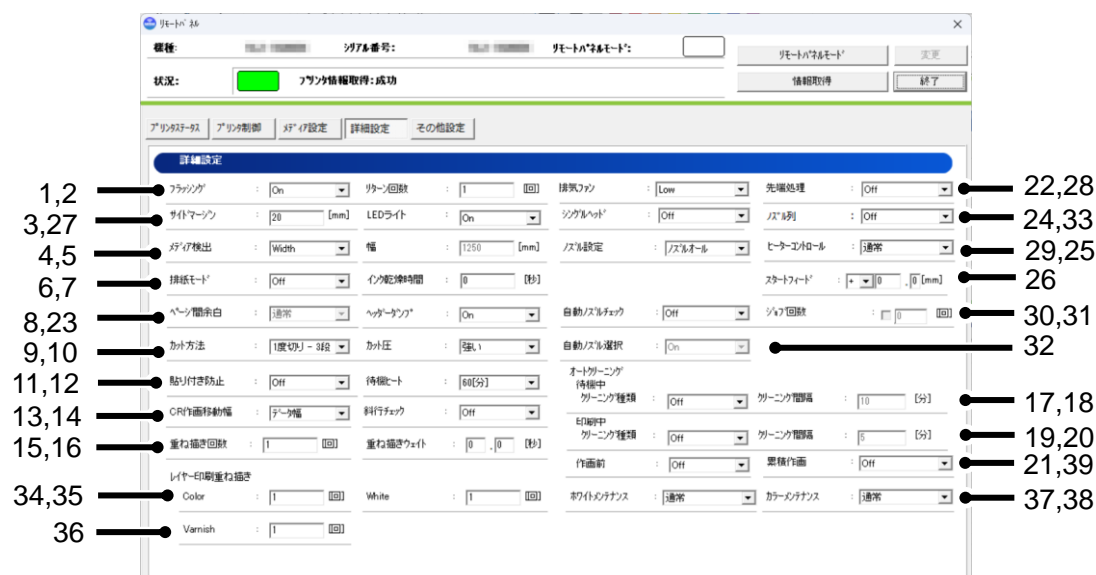 リモートパネル
機種: シリアル番号: リモートパネルモード: リモートパネルモード 変更
状況: プリンタ情報取得:成功 情報取得 終了
プリンタステータス プリンタ制御 メディア設定 詳細設定 その他設定
詳細設定
1,2 フラッシング : On リターン回数 : 1 [回] 排気ファン : Low 先端処理 : Off 22,28
3,27 サイドマージン : 20 [mm] LEDライト : On シングルヘッド : Off ノズル列 : Off 24,33
4,5 メディア検出 : Width 幅 : 1250 [mm] ノズル設定 : ノズルオール ヒーターコントロール : 通常 29,25
6,7 排紙モード : Off インク乾燥時間 : 0 [秒] スタートフィード : + 0 . 0 [mm] 26
8,23 ページ間余白 : 通常 ヘッダーダンプ : On 自動ノズルチェック : Off ジョブ回数 : 0 [回] 30,31
9,10 カット方法 : 1度切り - 3段 カット圧 : 強い 自動ノズル選択 : On 32
オートクリーニング
待機中
11,12 貼り付き防止 : Off 待機ヒート : 60[分] クリーニング種類 : Off クリーニング間隔 : 10 [分] 17,18
13,14 CR作画移動幅 : データ幅 斜行チェック : Off
印刷中
クリーニング種類 : Off クリーニング間隔 : 5 [分] 19,20
15,16 重ね描き回数 : 1 [回] 重ね描きウェイト : 0 . 0 [秒] 作画前 : Off 累積作画 : Off 21,39
レイヤー印刷重ね描き
34,35 Color : 1 [回] White : 1 [回] ホワイトメンテナンス : 通常 カラーメンテナンス : 通常 37,38
36 Varnish : 1 [回]